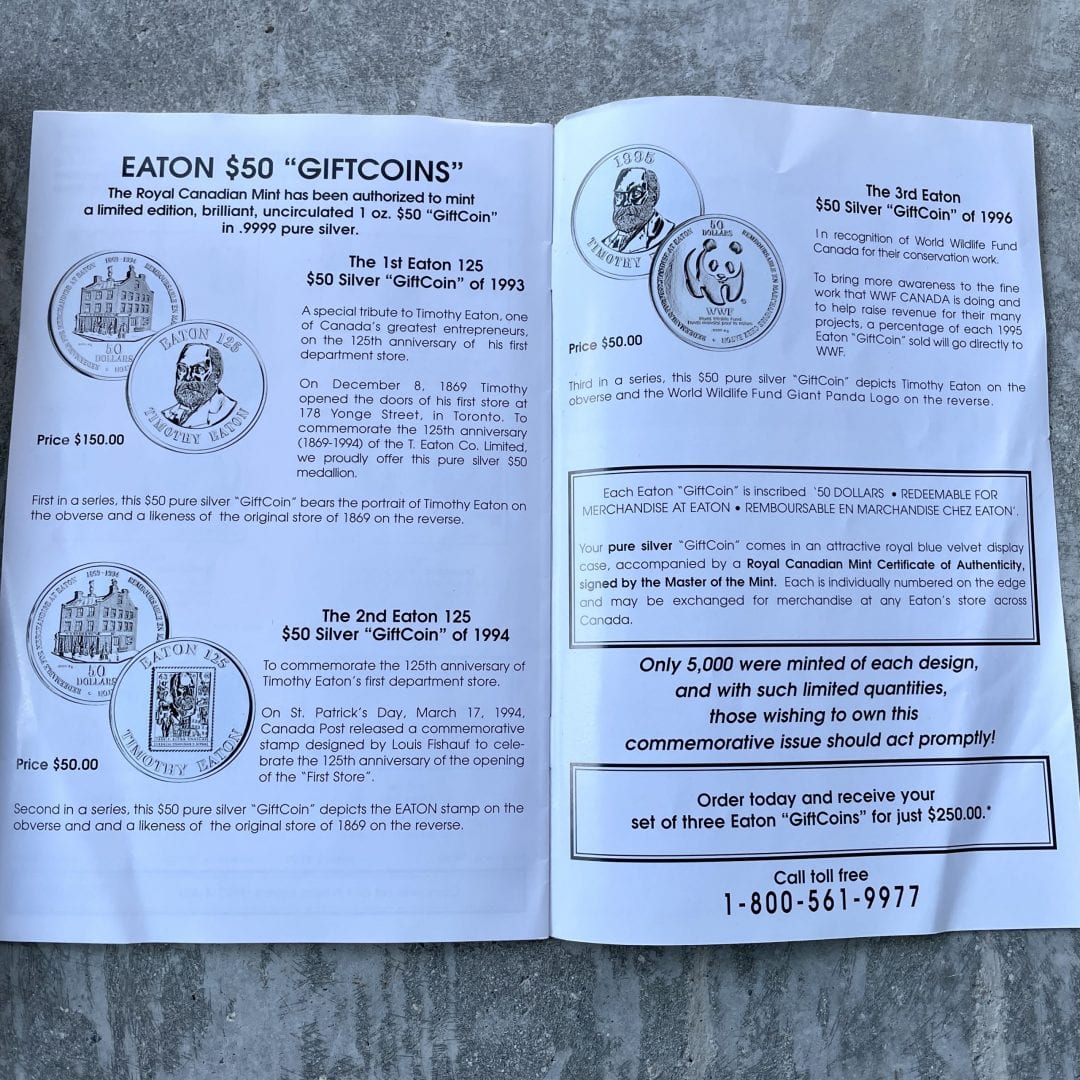 EATON $50 “GIFTCOINS”
The Royal Canadian Mint has been authorized to mint
a limited edition, brilliant, uncirculated 1 oz. $50 “GiftCoin”
in .9999 pure silver.
1869-1994
50
DOLLARS
EATON 125
TIMOTHY EATON
Price $150.00
The 1st Eaton 125
$50 Silver “GiftCoin” of 1993
A special tribute to Timothy Eaton, one
of Canada’s greatest entrepreneurs,
on the 125th anniversary of his first
department store.
On December 8, 1869 Timothy
opened the doors of his first store at
178 Yonge Street, in Toronto. To
commemorate the 125th anniversary
(1869-1994) of the T. Eaton Co. Limited,
we proudly offer this pure silver $50
medallion.
First in a series, this $50 pure silver “GiftCoin” bears the portrait of Timothy Eaton on
the obverse and a likeness of the original store of 1869 on the reverse.
50
DOLLARS
EATON 125
TIMOTHY EATON
Price $50.00
The 2nd Eaton 125
$50 Silver “GiftCoin” of 1994
To commemorate the 125th anniversary of
Timothy Eaton’s first department store.
On St. Patrick’s Day, March 17, 1994,
Canada Post released a commemorative
stamp designed by Louis Fishauf to cele-
brate the 125th anniversary of the opening
of the “First Store”.
Second in a series, this $50 pure silver “GiftCoin” depicts the EATON stamp on the
obverse and and a likeness of the original store of 1869 on the reverse.
1995
TIMOTHY
50
DOLLARS
WWF
Price $50.00
The 3rd Eaton
$50 Silver “GiftCoin” of 1996
In recognition of World Wildlife Fund
Canada for their conservation work.
To bring more awareness to the fine
work that WWF CANADA is doing and
to help raise revenue for their many
projects, a percentage of each 1995
Eaton “GiftCoin” sold will go directly to
WWF.
Third in a series, this $50 pure silver “GiftCoin” depicts Timothy Eaton on the
obverse and the World Wildlife Fund Giant Panda Logo on the reverse.
Each Eaton “GiftCoin” is inscribed ‘50 DOLLARS • REDEEMABLE FOR
MERCHANDISE AT EATON • REMBOURSABLE EN MARCHANDISE CHEZ EATON’.
Your pure silver “GiftCoin” comes in an attractive royal blue velvet display
case, accompanied by a Royal Canadian Mint Certificate of Authenticity,
signed by the Master of the Mint. Each is individually numbered on the edge
and may be exchanged for merchandise at any Eaton’s store across
Canada.
Only 5,000 were minted of each design,
and with such limited quantities,
those wishing to own this
commemorative issue should act promptly!
Order today and receive your
set of three Eaton “GiftCoins” for just $250.00.*
Call toll free
1-800-561-9977